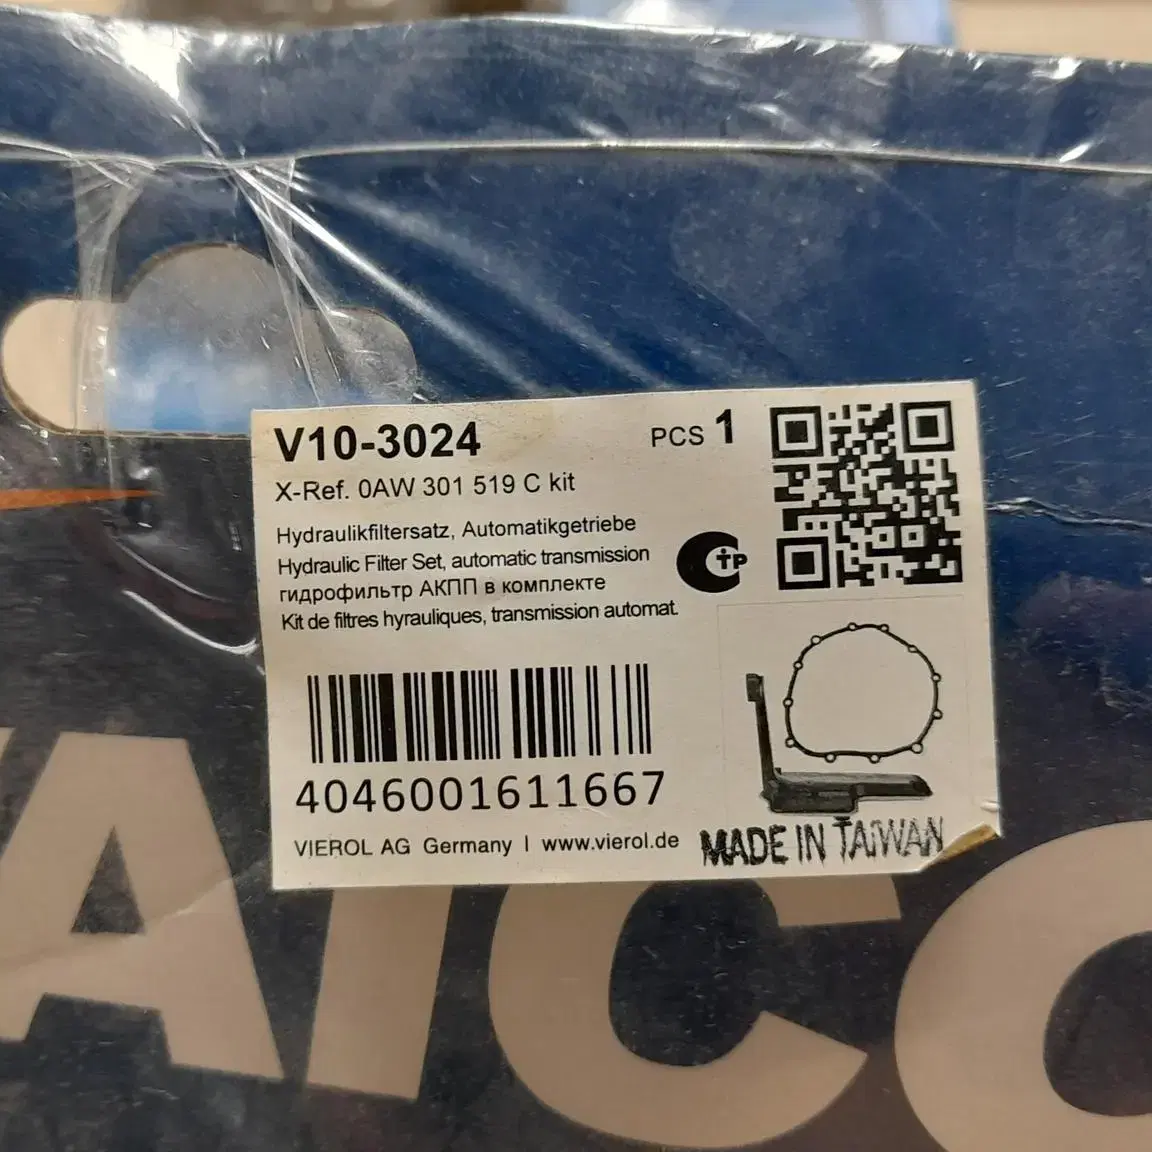 V10-3024
PCS 1
X-Ref. 0AW 301 519 C kit
Hydraulikfiltersatz, Automatikgetriebe
Hydraulic Filter Set, automatic transmission
гидрофильтр АКПП в комплекте
Kit de filtres hyrauliques, transmission automat.
4046001611667
VIEROL AG Germany | www.vierol.de
MADE IN TAIWAN
AICO